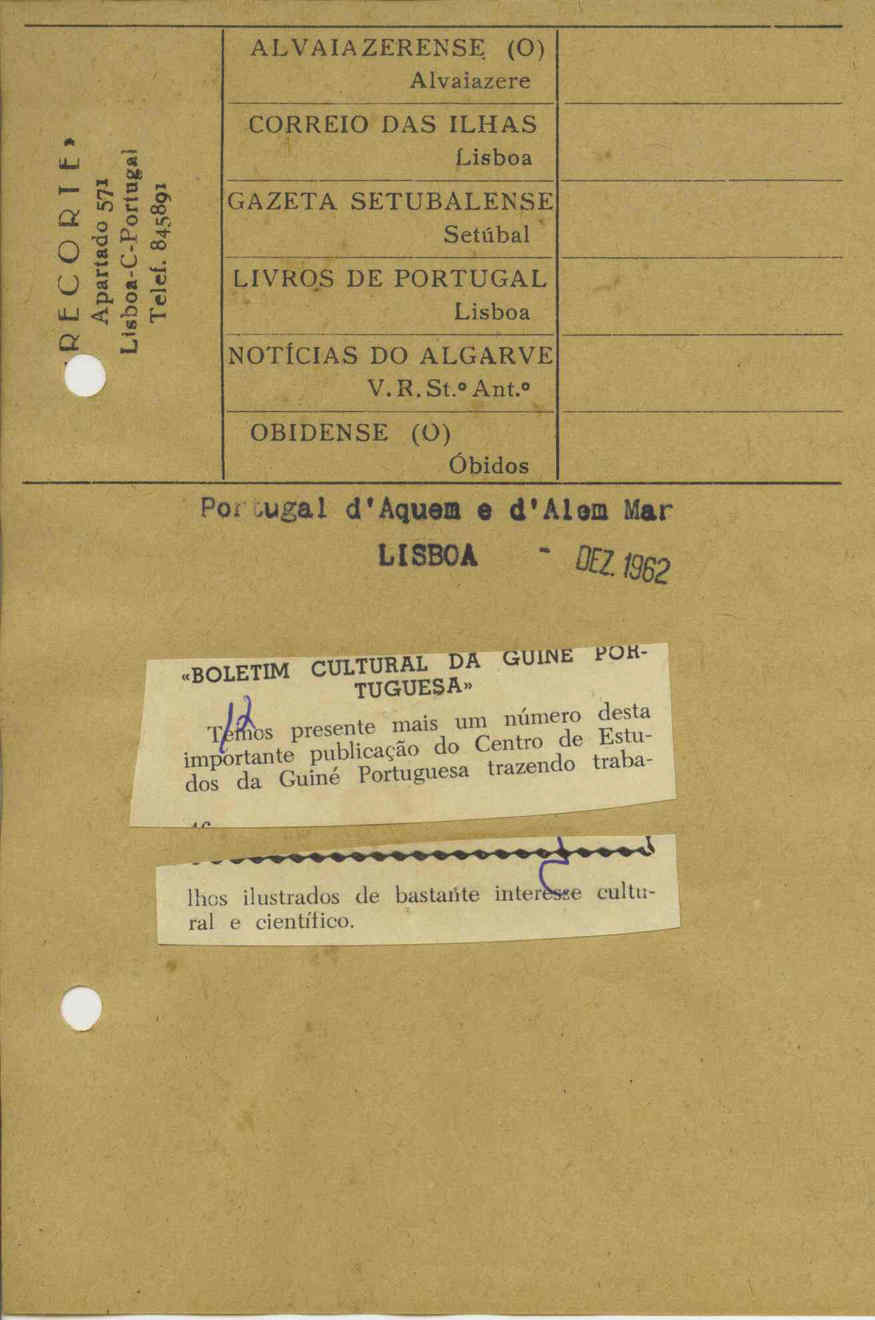 RECORTE»
Apartado 571
Lisboa-C-Portugal
Telef. 845891
ALVAIAZERENSE (O)
Alvaiazere
CORREIO DAS ILHAS
Lisboa
GAZETA SETUBALENSE
Setúbal
LIVROS DE PORTUGAL
Lisboa
NOTÍCIAS DO ALGARVE
V. R. St.º Ant.º
OBIDENSE (O)
Óbidos
Portugal d'Aquem e d'Alem Mar
LISBOA - DEZ. 1962
«BOLETIM CULTURAL DA GUINÉ POR-
TUGUESA»
Temos presente mais um número desta
importante publicação do Centro de Estu-
dos da Guiné Portuguesa trazendo traba-
lhos ilustrados de bastante interesse cultu-
ral e científico.